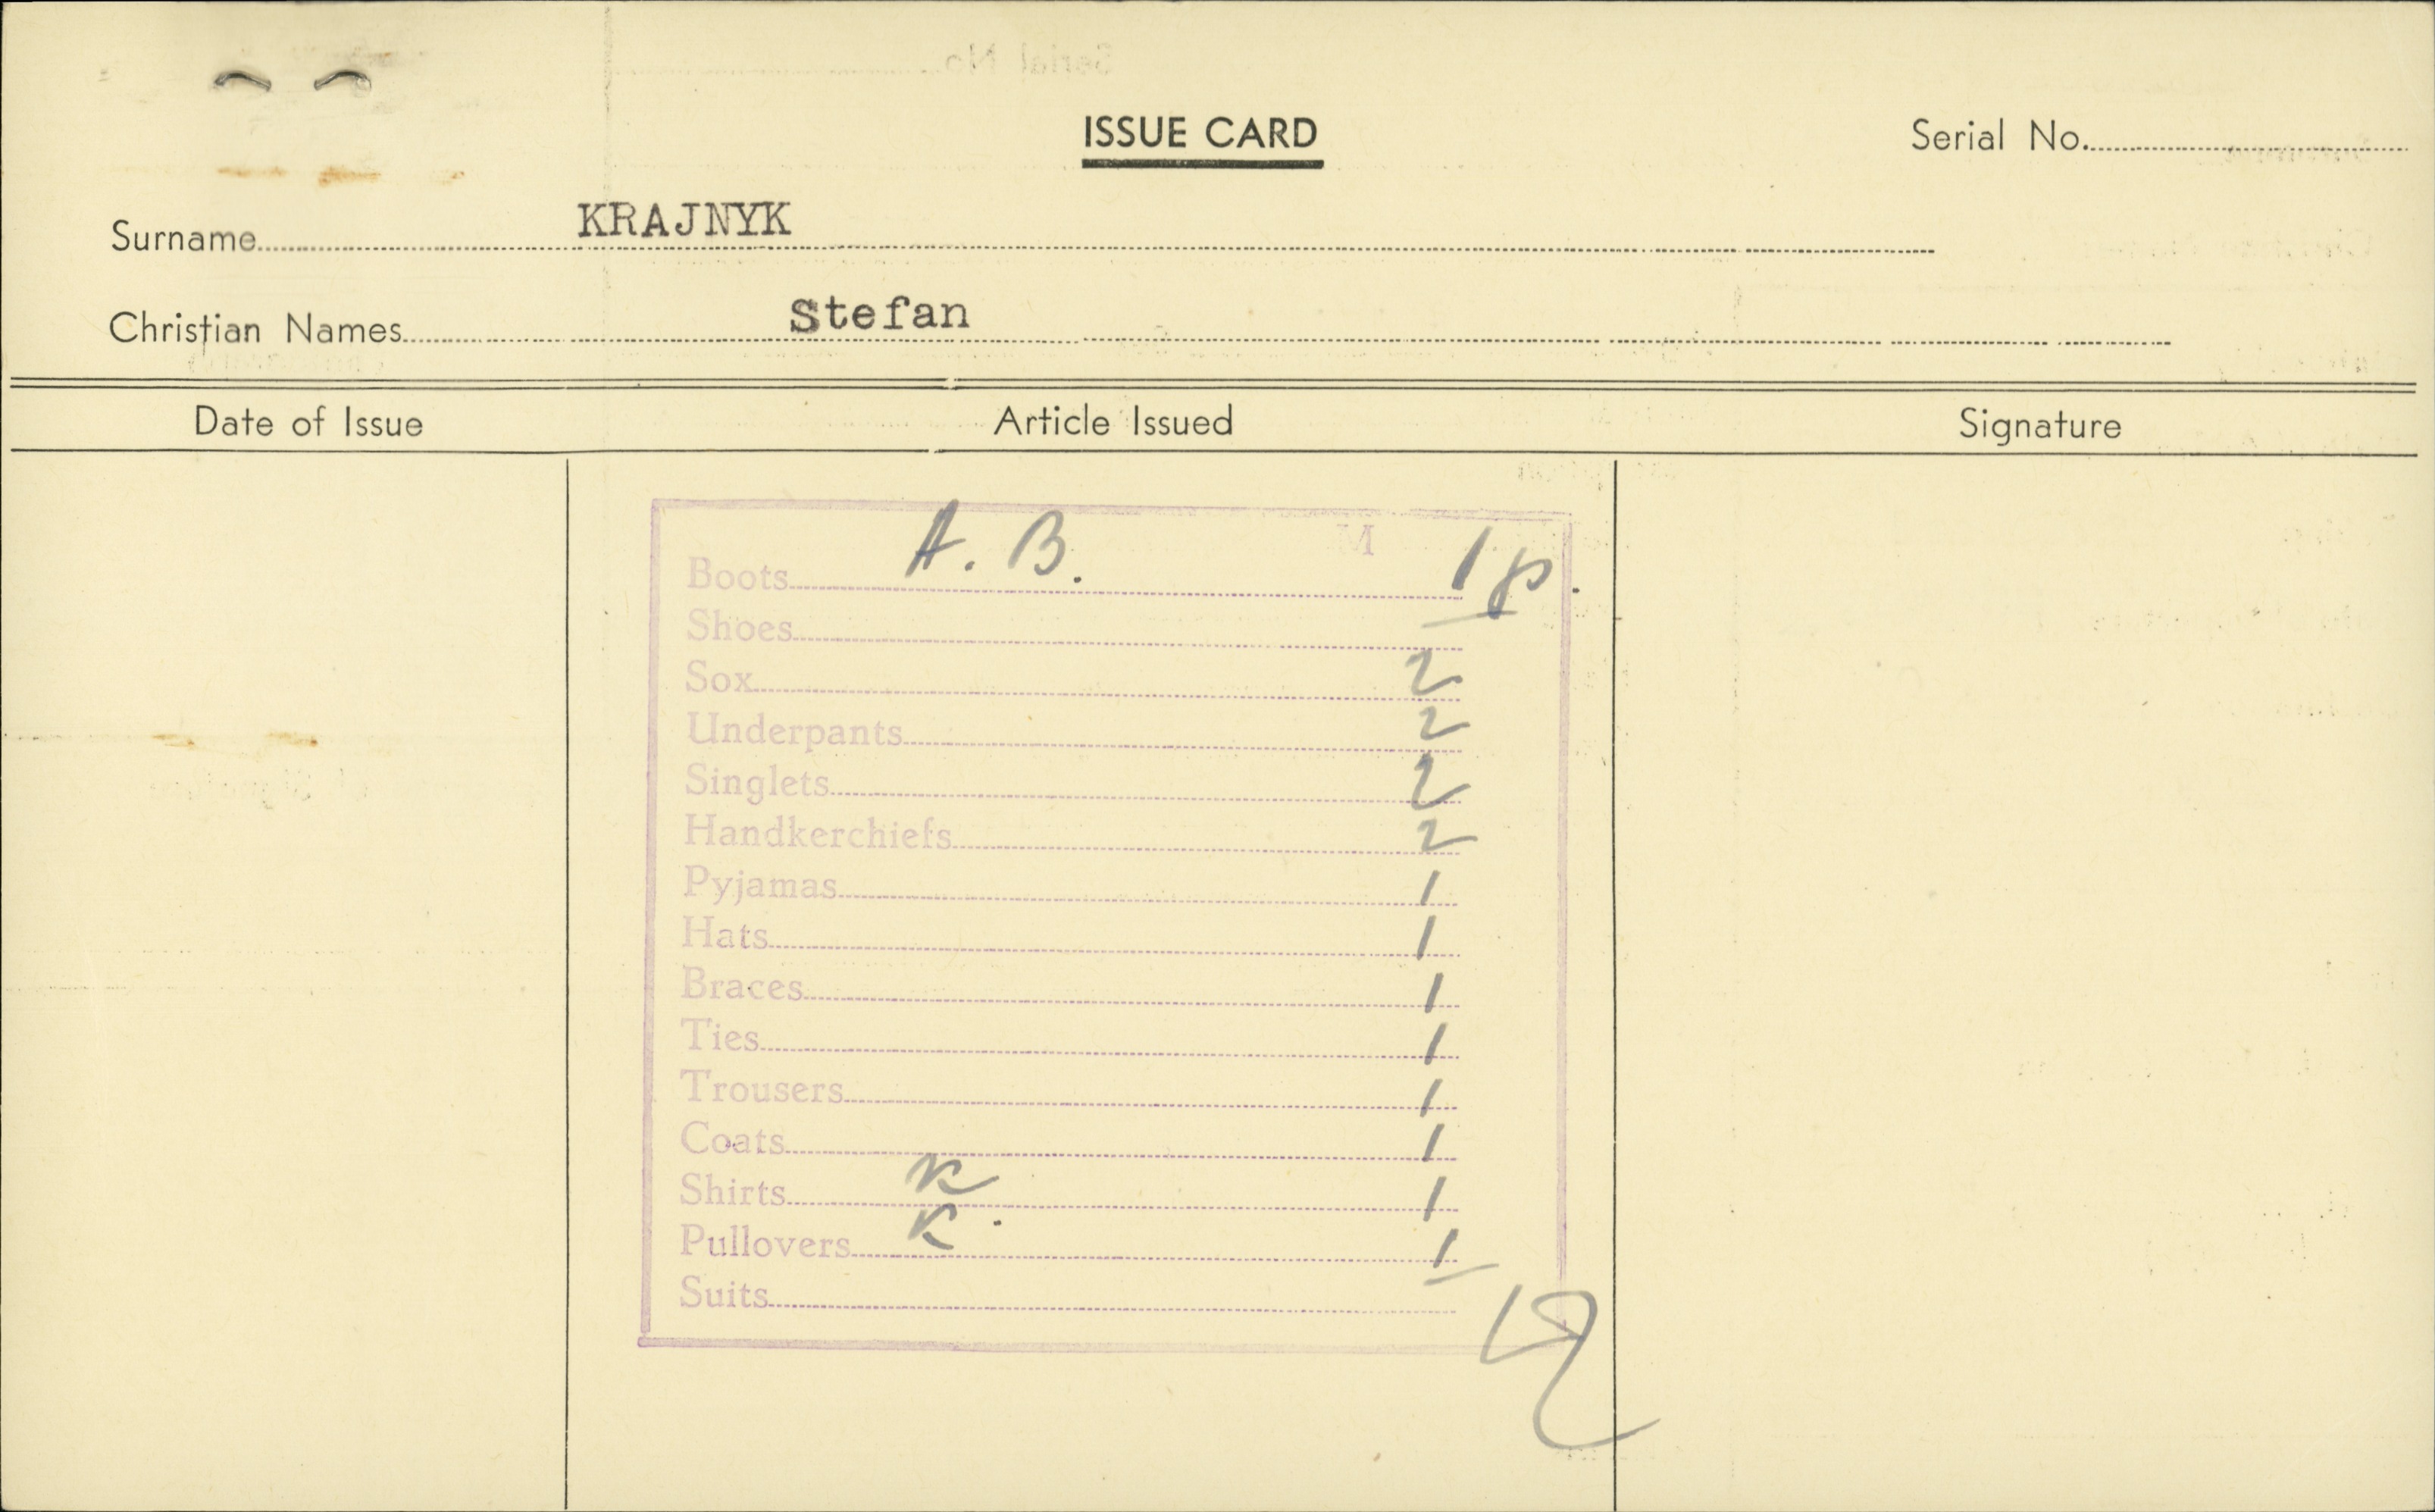 ISSUE CARD
Serial No.
Surname KRAJNYK
Christian Names Stefan
Date of Issue Article Issued Signature
M
Boots A. B. 1 p.
Shoes
Sox 2
Underpants 2
Singlets 2
Handkerchiefs 2
Pyjamas 1
Hats 1
Braces 1
Ties 1
Trousers 1
Coats 1
Shirts K 1
Pullovers K. 1
Suits